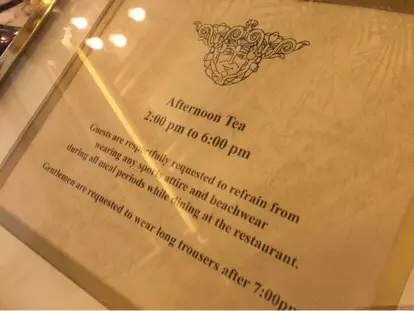 Afternoon Tea
2:00 pm to 6:00 pm
Guests are respectfully requested to refrain from
wearing any sports attire and beachwear
during all meal periods while dining at the restaurant.
Gentlemen are requested to wear long trousers after 7:00pm